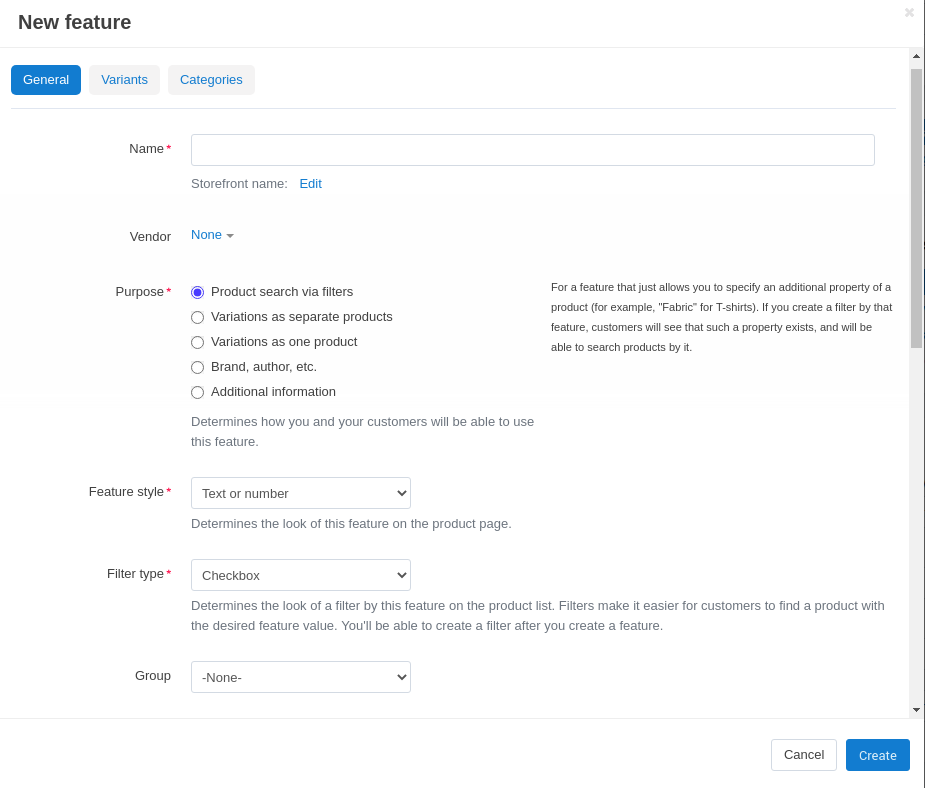 New feature
General Variants Categories
Name*
Storefront name: Edit
Vendor None
Purpose* Product search via filters
Variations as separate products
Variations as one product
Brand, author, etc.
Additional information
For a feature that just allows you to specify an additional property of a
product (for example, "Fabric" for T-shirts). If you create a filter by that
feature, customers will see that such a property exists, and will be
able to search products by it.
Determines how you and your customers will be able to use
this feature.
Feature style* Text or number
Determines the look of this feature on the product page.
Filter type* Checkbox
Determines the look of a filter by this feature on the product list. Filters make it easier for customers to find a product with
the desired feature value. You'll be able to create a filter after you create a feature.
Group -None-
Cancel Create